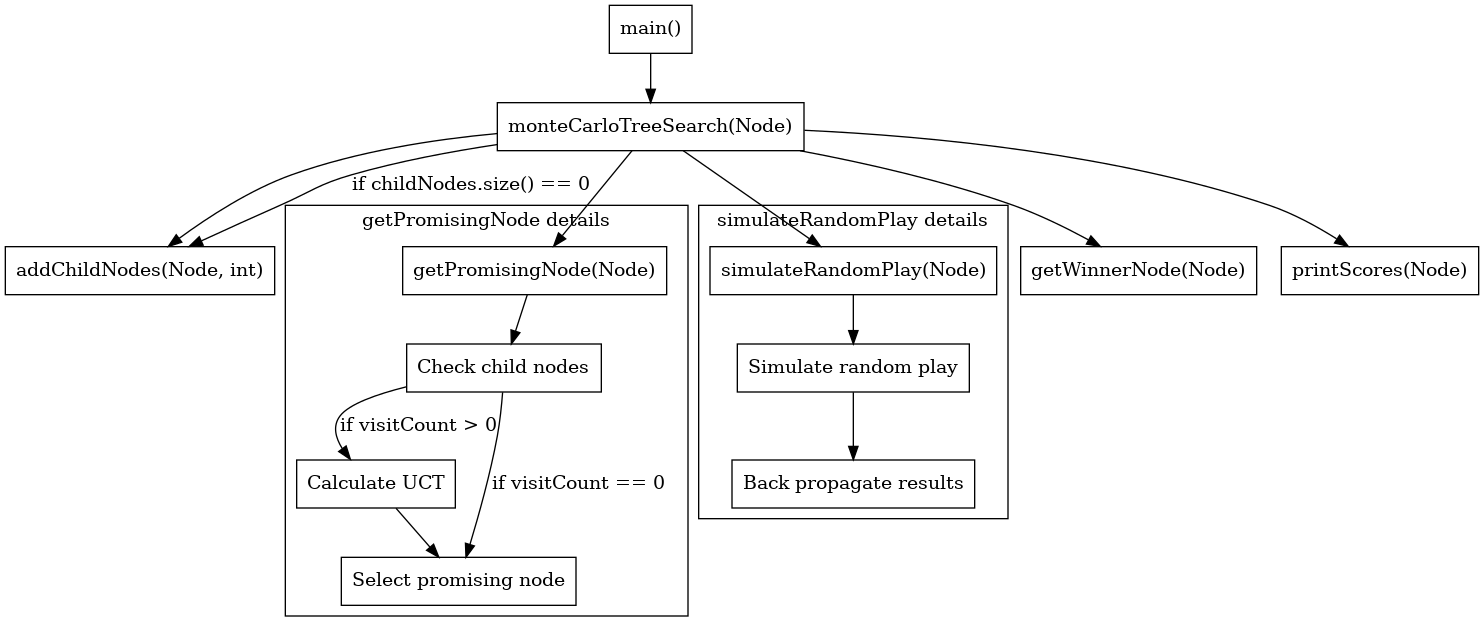 main()
monteCarloTreeSearch(Node)
if childNodes.size() == 0
getPromisingNode details
simulateRandomPlay details
addChildNodes(Node, int)
getPromisingNode(Node)
simulateRandomPlay(Node)
getWinnerNode(Node)
printScores(Node)
Check child nodes
Simulate random play
if visitCount > 0
Calculate UCT
if visitCount == 0
Back propagate results
Select promising node